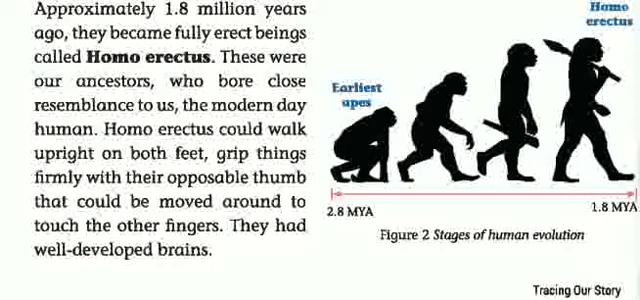 Approximately 1.8 million years
ago, they became fully erect beings
called Homo erectus. These were
our ancestors, who bore close
resemblance to us, the modern day
human. Homo erectus could walk
upright on both feet, grip things
firmly with their opposable thumb
that could be moved around to
touch the other fingers. They had
well-developed brains.
Homo
erectus
Earliest
apes
2.8 MYA
1.8 MYA
Figure 2 Stages of human evolution
Tracing Our Story